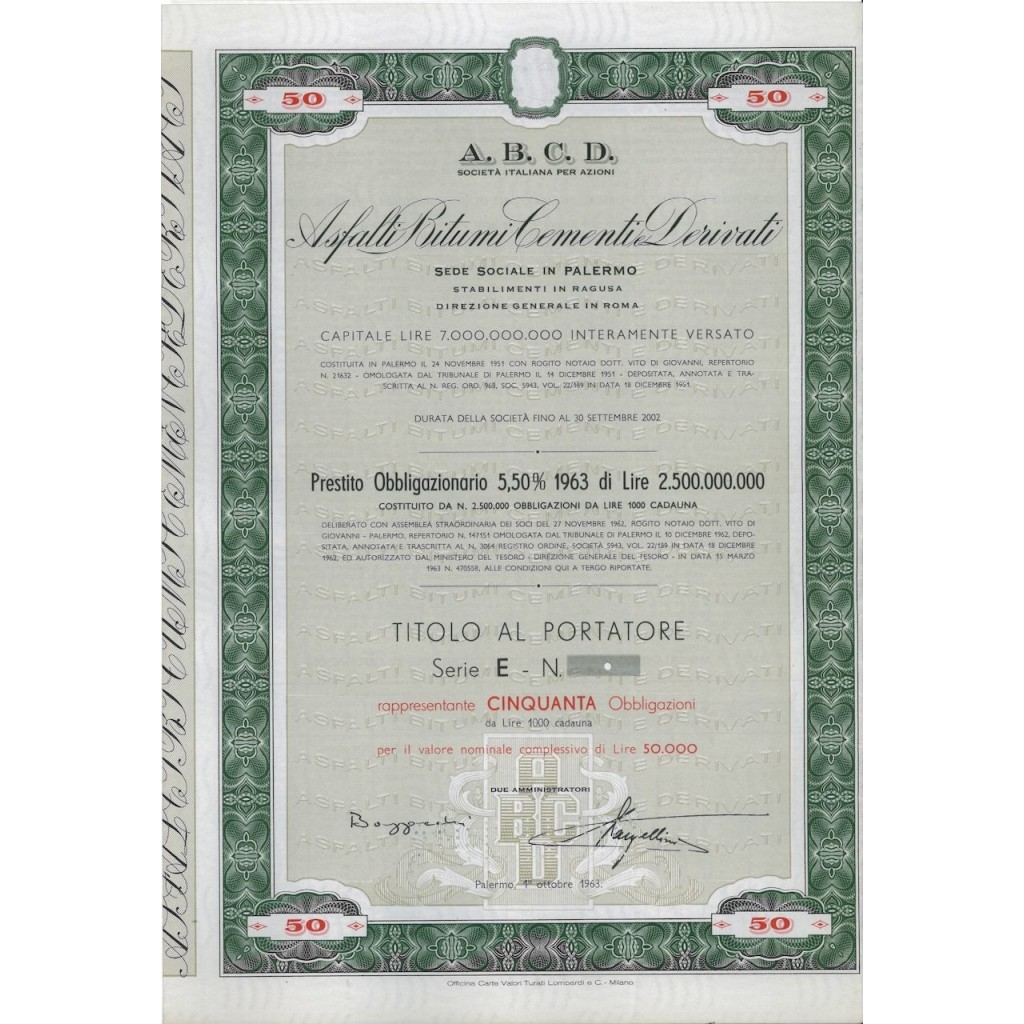 50 50
A. B. C. D.
SOCIETÀ ITALIANA PER AZIONI
Asfalti Bitumi Cementi e Derivati
SEDE SOCIALE IN PALERMO
STABILIMENTI IN RAGUSA
DIREZIONE GENERALE IN ROMA
CAPITALE LIRE 7.000.000.000 INTERAMENTE VERSATO
COSTITUITA IN PALERMO IL 24 NOVEMBRE 1951 CON ROGITO NOTAIO DOTT. VITO DI GIOVANNI, REPERTORIO
N. 21632 - OMOLOGATA DAL TRIBUNALE DI PALERMO IL 14 DICEMBRE 1951 - DEPOSITATA, ANNOTATA E TRA-
SCRITTA AL N. REG. ORD. 968, SOC. 5943, VOL. 22/189 IN DATA 18 DICEMBRE 1951.
DURATA DELLA SOCIETÀ FINO AL 30 SETTEMBRE 2002
Prestito Obbligazionario 5,50% 1963 di Lire 2.500.000.000
COSTITUITO DA N. 2.500.000 OBBLIGAZIONI DA LIRE 1000 CADAUNA
DELIBERATO CON ASSEMBLEA STRAORDINARIA DEI SOCI DEL 27 NOVEMBRE 1962, ROGITO NOTAIO DOTT. VITO DI
GIOVANNI - PALERMO, REPERTORIO N. 147151 OMOLOGATA DAL TRIBUNALE DI PALERMO IL 10 DICEMBRE 1962, DEPO-
SITATA, ANNOTATA E TRASCRITTA AL N. 3064 REGISTRO ORDINE, SOCIETÀ 5943, VOL. 22/189 IN DATA 18 DICEMBRE
1962, ED AUTORIZZATO DAL MINISTERO DEL TESORO - DIREZIONE GENERALE DEL TESORO - IN DATA 15 MARZO
1963 N. 470558, ALLE CONDIZIONI QUI A TERGO RIPORTATE.
TITOLO AL PORTATORE
Serie E - N.
rappresentante CINQUANTA Obbligazioni
da Lire 1000 cadauna
per il valore nominale complessivo di Lire 50.000
DUE AMMINISTRATORI
A
BC
D
Palermo, 1° ottobre 1963.
50 50
Officina Carte Valori Turati Lombardi e C. - Milano